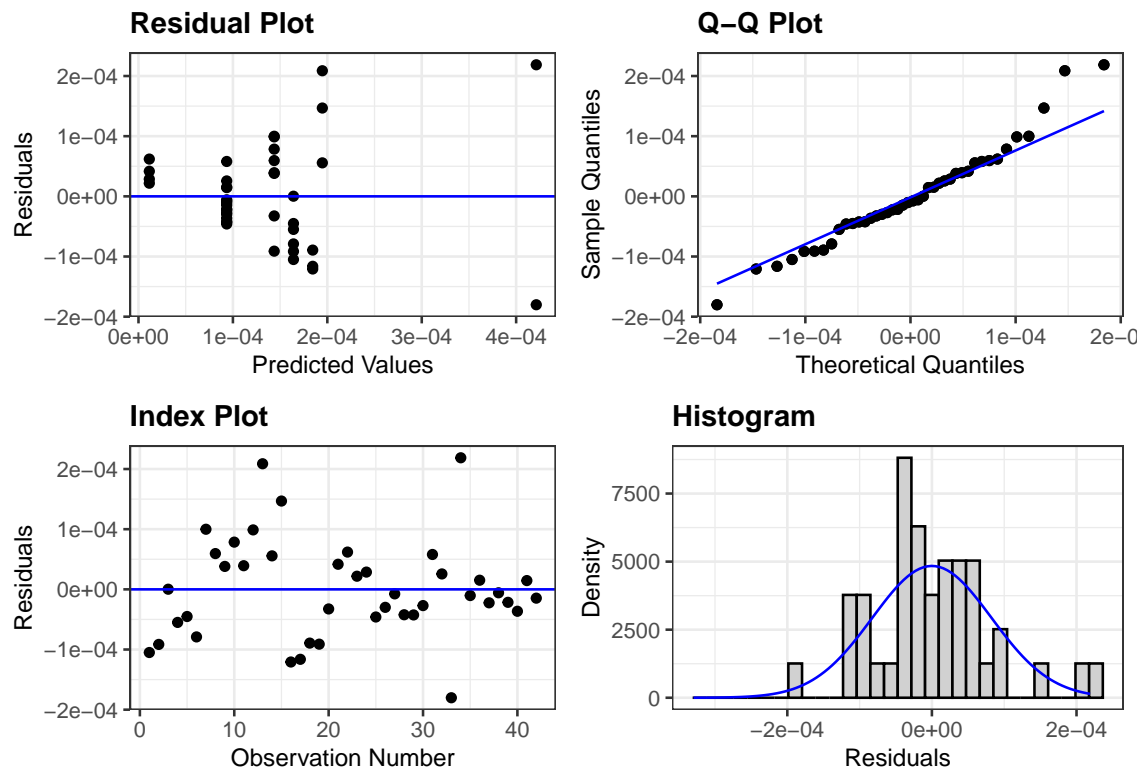 Residual Plot
2e−04
1e−04
0e+00
−1e−04
−2e−04
Residuals
0e+00
1e−04
2e−04
3e−04
4e−04
Predicted Values
Q−Q Plot
2e−04
1e−04
0e+00
−1e−04
−2e−04
Sample Quantiles
−2e−04
−1e−04
0e+00
1e−04
2e−0
Theoretical Quantiles
Index Plot
2e−04
1e−04
0e+00
−1e−04
−2e−04
Residuals
0
10
20
30
40
Observation Number
Histogram
7500
5000
2500
0
Density
−2e−04
0e+00
2e−04
Residuals